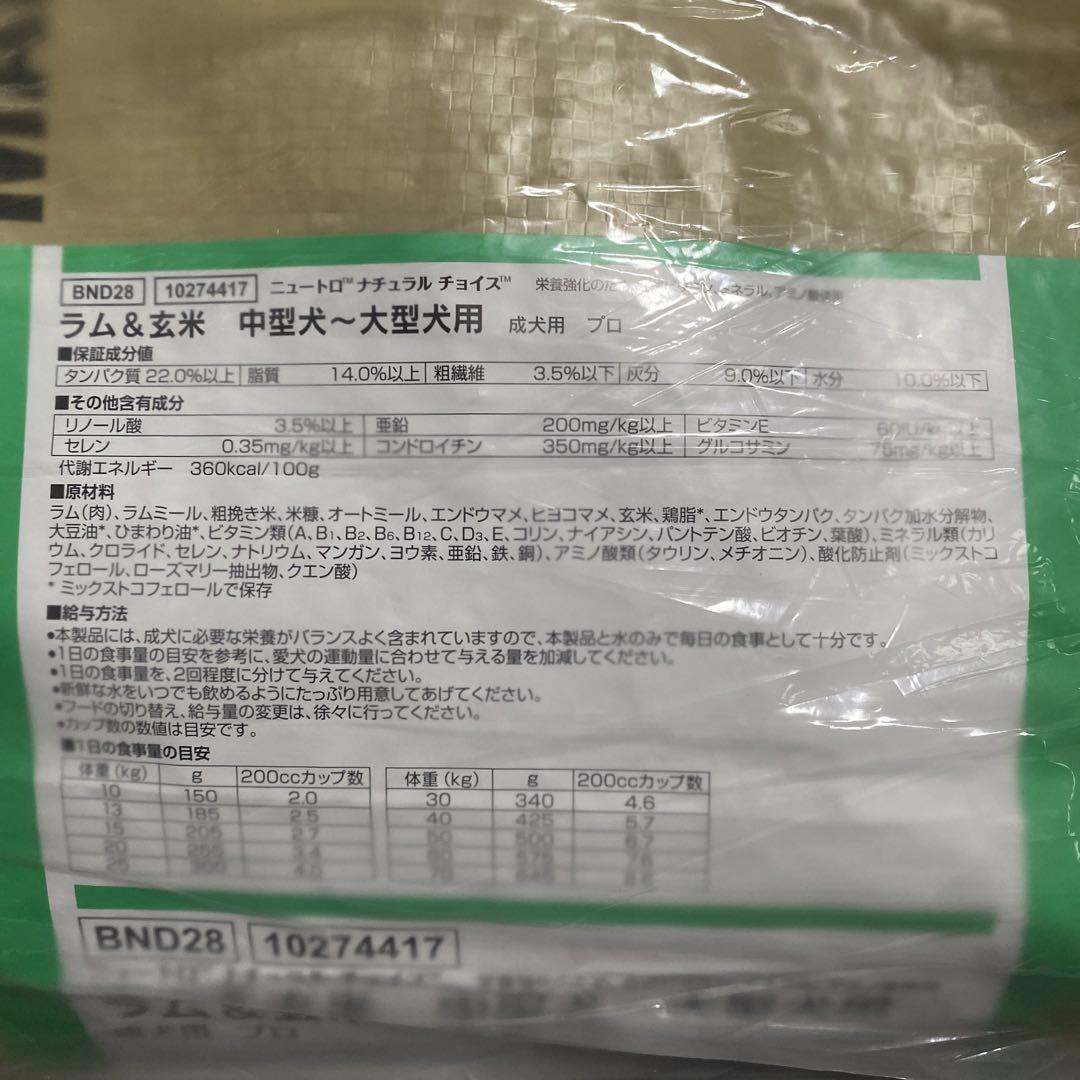 BND28 10274417 ニュートロ™ ナチュラル チョイス™ 栄養強化のた
ラム&玄米 中型犬～大型犬用 成犬用 プロ
■保証成分値
タンパク質 22.0%以上 脂質 14.0%以上 粗繊維 3.5%以下 灰分 9.0%以下 水分 10.0%以下
■その他含有成分
リノール酸 3.5%以上 亜鉛 200mg/kg以上 ビタミンE 60IU/kg以上
セレン 0.35mg/kg以上 コンドロイチン 350mg/kg以上 グルコサミン 75mg/kg以上
代謝エネルギー 360kcal/100g
■原材料
ラム(肉)、ラムミール、粗挽き米、米糠、オートミール、エンドウマメ、ヒヨコマメ、玄米、鶏脂*、エンドウタンパク、タンパク加水分解物、
大豆油*、ひまわり油*、ビタミン類(A、B1、B2、B6、B12、C、D3、E、コリン、ナイアシン、パントテン酸、ビオチン、葉酸)、ミネラル類(カリ
ウム、クロライド、セレン、ナトリウム、マンガン、ヨウ素、亜鉛、鉄、銅)、アミノ酸類(タウリン、メチオニン)、酸化防止剤(ミックストコ
フェロール、ローズマリー抽出物、クエン酸)
* ミックストコフェロールで保存
■給与方法
●本製品には、成犬に必要な栄養がバランスよく含まれていますので、本製品と水のみで毎日の食事として十分です。
●1日の食事量の目安を参考に、愛犬の運動量に合わせて与える量を加減してください。
●1日の食事量を、2回程度に分けて与えてください。
●新鮮な水をいつでも飲めるようにたっぷり用意してあげてください。
●フードの切り替え、給与量の変更は、徐々に行ってください。
●カップ数の数値は目安です。
■1日の食事量の目安
体重(kg) g 200ccカップ数 体重(kg) g 200ccカップ数
10 150 2.0 30 340 4.6
13 185 2.5 40 425 5.7
15 205 2.7 50 500 6.7
20 255 3.4 60 575
25 300 4.0 70 645
BND28 10274417
ラム&玄米
成犬用 プロ